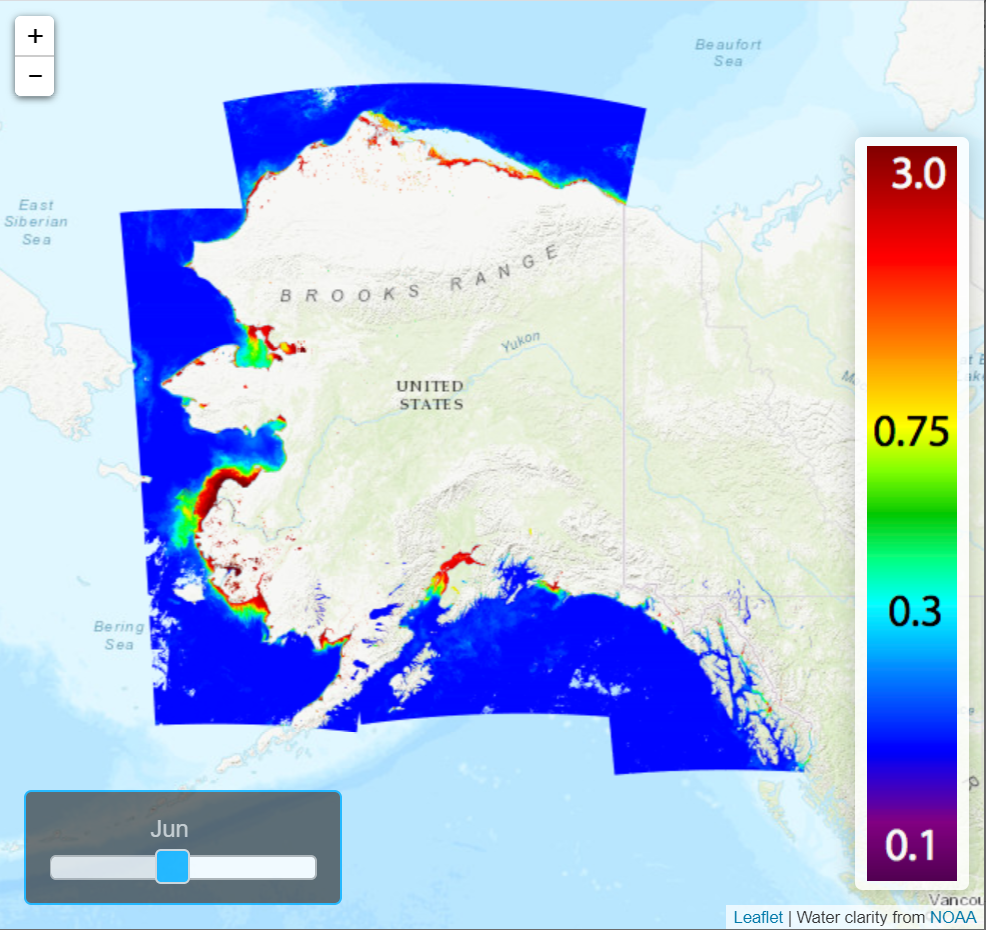 +
−
Beaufort
Sea
East
Siberian
Sea
3.0
BROOKS RANGE
Yukon
UNITED
STATES
0.75
0.3
Bering
Sea
0.1
Jun
Vancou
Leaflet | Water clarity from NOAA